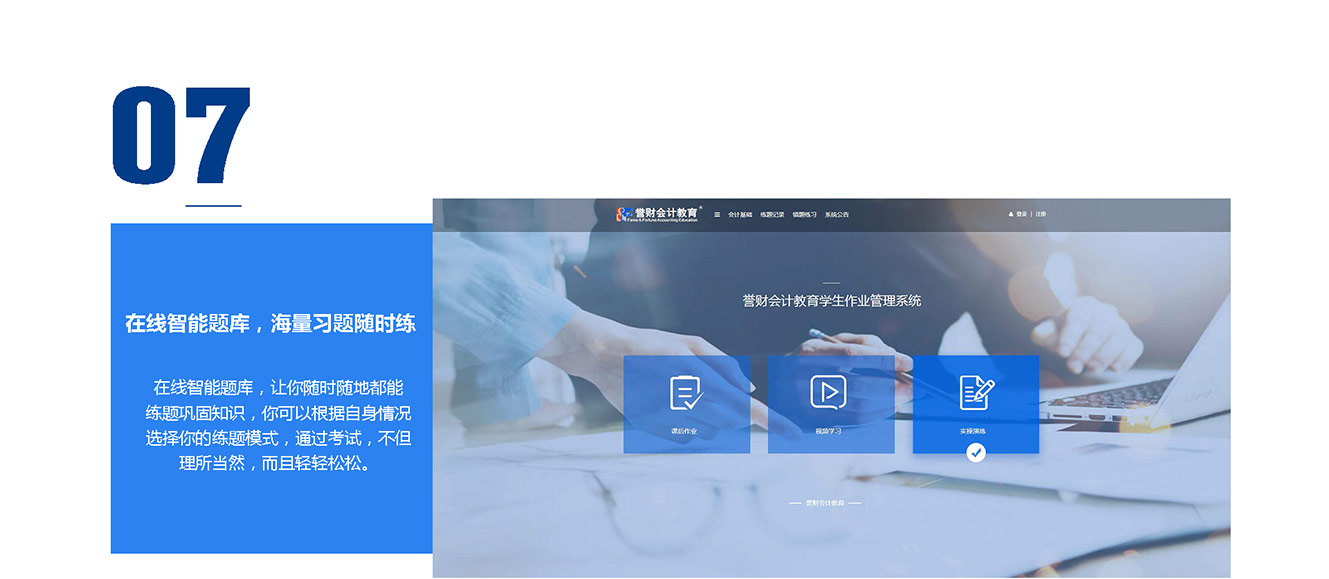 07
在线智能题库，海量习题随时练
在线智能题库，让你随时随地都能
练题巩固知识，你可以根据自身情况
选择你的练题模式，通过考试，不但
理所当然，而且轻轻松松。
誉财会计教育®
Fame & Fortune Accounting Education
会计基础 练题记录 错题练习 系统公告
登录 | 注册
誉财会计教育学生作业管理系统
课后作业 视频学习 实操演练
誉财会计教育